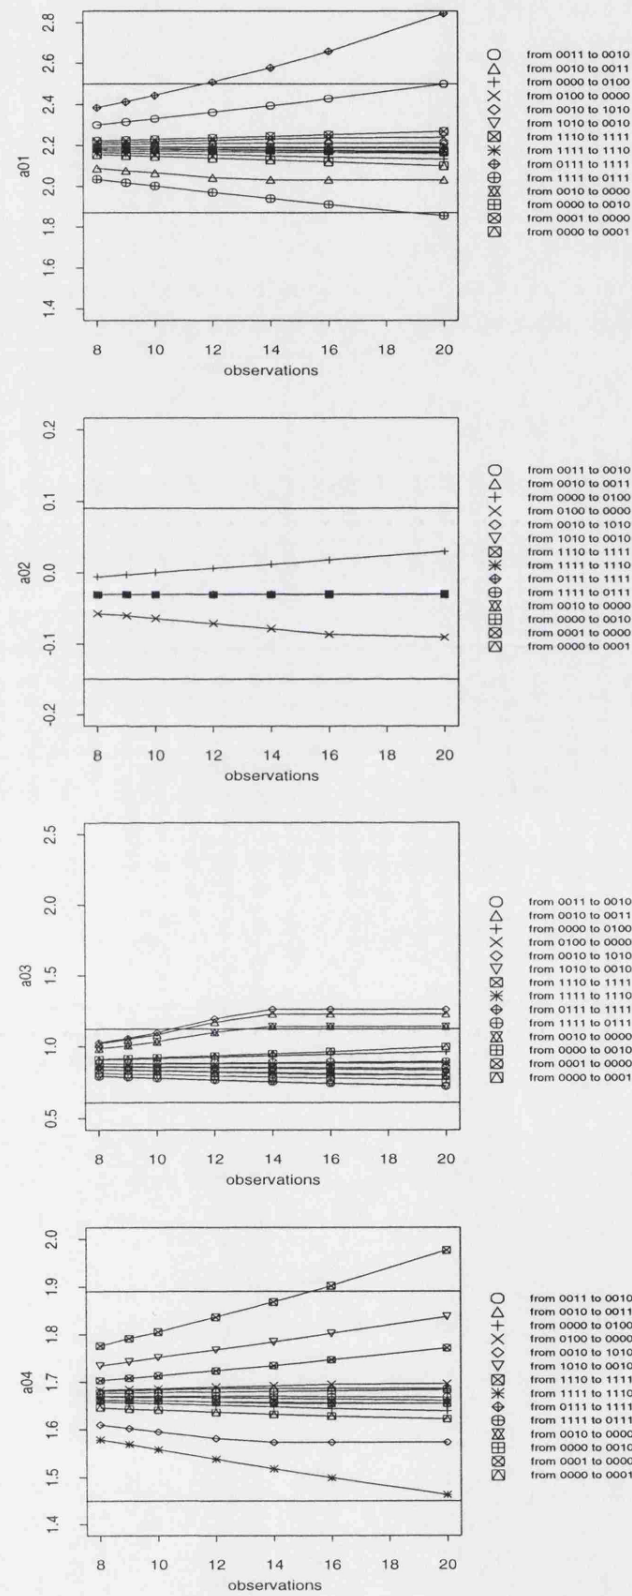 a01
2.8
2.6
2.4
2.2
2.0
1.8
1.6
1.4
8 10 12 14 16 18 20
observations
from 0011 to 0010
from 0010 to 0011
from 0000 to 0100
from 0100 to 0000
from 0010 to 1010
from 1010 to 0010
from 1110 to 1111
from 1111 to 1110
from 0111 to 1111
from 1111 to 0111
from 0010 to 0000
from 0000 to 0010
from 0001 to 0000
from 0000 to 0001
a02
0.2
0.1
0.0
-0.1
-0.2
8 10 12 14 16 18 20
observations
from 0011 to 0010
from 0010 to 0011
from 0000 to 0100
from 0100 to 0000
from 0010 to 1010
from 1010 to 0010
from 1110 to 1111
from 1111 to 1110
from 0111 to 1111
from 1111 to 0111
from 0010 to 0000
from 0000 to 0010
from 0001 to 0000
from 0000 to 0001
a03
2.5
2.0
1.5
1.0
0.5
8 10 12 14 16 18 20
observations
from 0011 to 0010
from 0010 to 0011
from 0000 to 0100
from 0100 to 0000
from 0010 to 1010
from 1010 to 0010
from 1110 to 1111
from 1111 to 1110
from 0111 to 1111
from 1111 to 0111
from 0010 to 0000
from 0000 to 0010
from 0001 to 0000
from 0000 to 0001
a04
2.0
1.9
1.8
1.7
1.6
1.5
1.4
8 10 12 14 16 18 20
observations
from 0011 to 0010
from 0010 to 0011
from 0000 to 0100
from 0100 to 0000
from 0010 to 1010
from 1010 to 0010
from 1110 to 1111
from 1111 to 1110
from 0111 to 1111
from 1111 to 0111
from 0010 to 0000
from 0000 to 0010
from 0001 to 0000
from 0000 to 0001